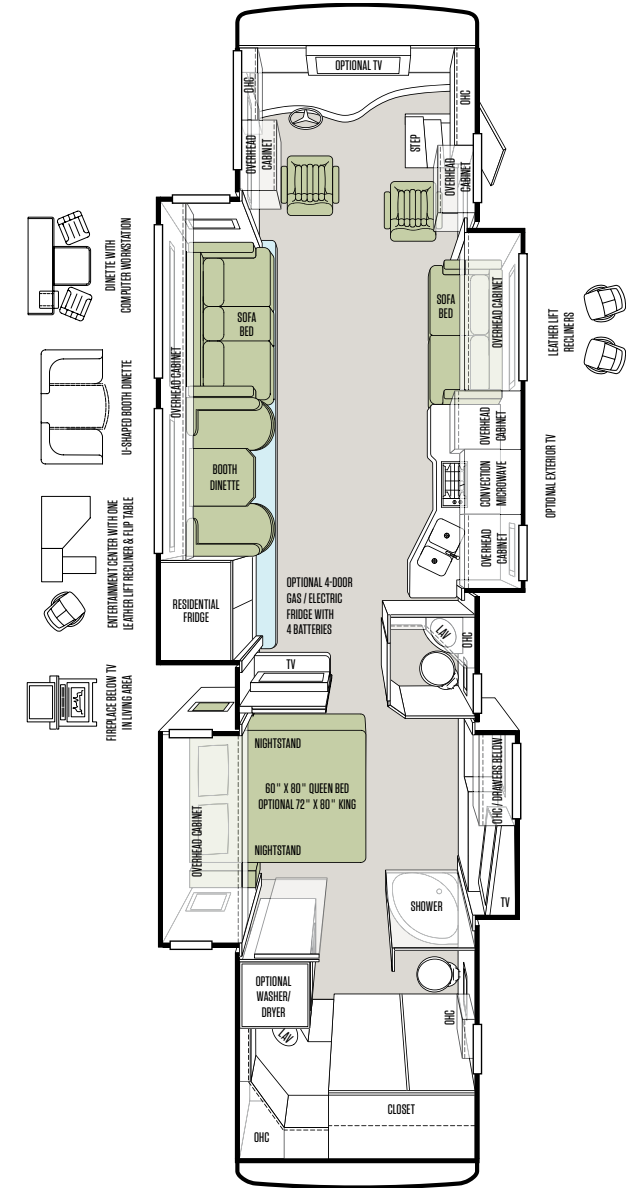 OPTIONAL TV
OHC
OHC
OVERHEAD
CABINET
STEP
OVERHEAD
CABINET
DINETTE WITH
COMPUTER WORKSTATION
OVERHEAD CABINET
SOFA
BED
SOFA
BED
OVERHEAD CABINET
LEATHER LIFT
RECLINERS
U-SHAPED BOOTH DINETTE
BOOTH
DINETTE
OVERHEAD
CABINET
CONVECTION
MICROWAVE
OVERHEAD
CABINET
OPTIONAL EXTERIOR TV
ENTERTAINMENT CENTER WITH ONE
LEATHER LIFT RECLINER & FLIP TABLE
RESIDENTIAL
FRIDGE
OPTIONAL 4-DOOR
GAS / ELECTRIC
FRIDGE WITH
4 BATTERIES
LAV
OHC
FIREPLACE BELOW TV
IN LIVING AREA
TV
NIGHTSTAND
60" X 80" QUEEN BED
OPTIONAL 72" X 80" KING
NIGHTSTAND
OVERHEAD CABINET
OHC / DRAWERS BELOW
TV
SHOWER
OPTIONAL
WASHER/
DRYER
LAV
OHC
CLOSET
OHC